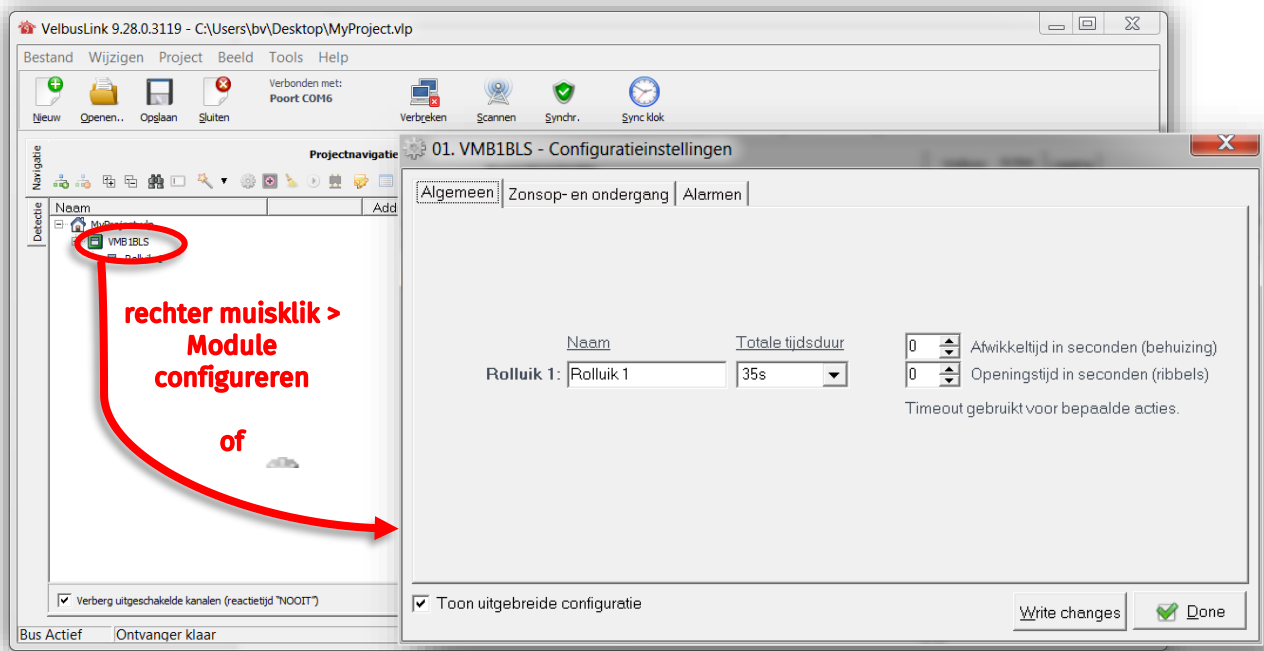 VelbusLink 9.28.0.3119 - C:\Users\bv\Desktop\MyProject.vlp
Bestand Wijzigen Project Beeld Tools Help
Verbonden met:
Poort COM6
Nieuw Openen.. Opslaan Sluiten Verbreken Scannen Synchr. Sync klok
Navigatie
Detectie
Projectnavigatie
Naam Add
MyProject.vlp
VMB1BLS
rechter muisklik >
Module
configureren
of
Verberg uitgeschakelde kanalen (reactietijd "NOOIT")
Bus Actief Ontvanger klaar
01. VMB1BLS - Configuratieinstellingen
Algemeen Zonsop- en ondergang Alarmen
Naam Totale tijdsduur
Rolluik 1: Rolluik 1 35s
0 Afwikkeltijd in seconden (behuizing)
0 Openingstijd in seconden (ribbels)
Timeout gebruikt voor bepaalde acties.
Toon uitgebreide configuratie
Write changes Done